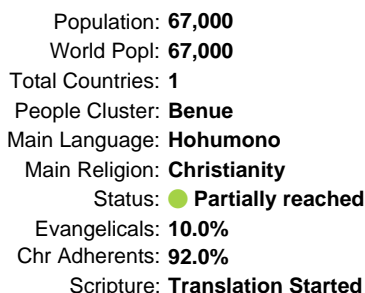 Population: 67,000
World Popl: 67,000
Total Countries: 1
People Cluster: Benue
Main Language: Hohumono
Main Religion: Christianity
Status: Partially reached
Evangelicals: 10.0%
Chr Adherents: 92.0%
Scripture: Translation Started